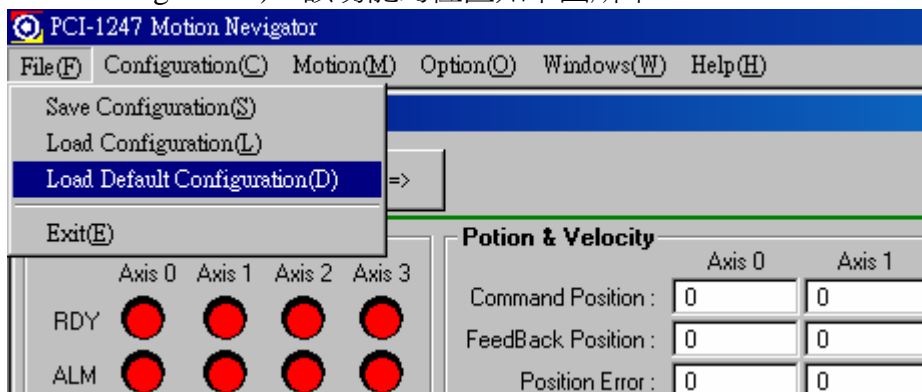 PCI-1247 Motion Nevigator
File(F) Configuration(C) Motion(M) Option(O) Windows(W) Help(H)
Save Configuration(S)
Load Configuration(L)
Load Default Configuration(D)
=>
Exit(E)
Potion & Velocity
Axis 0 Axis 1 Axis 2 Axis 3
Axis 0 Axis 1
RDY
Command Position : 0 0
FeedBack Position : 0 0
ALM
Position Error : 0 0